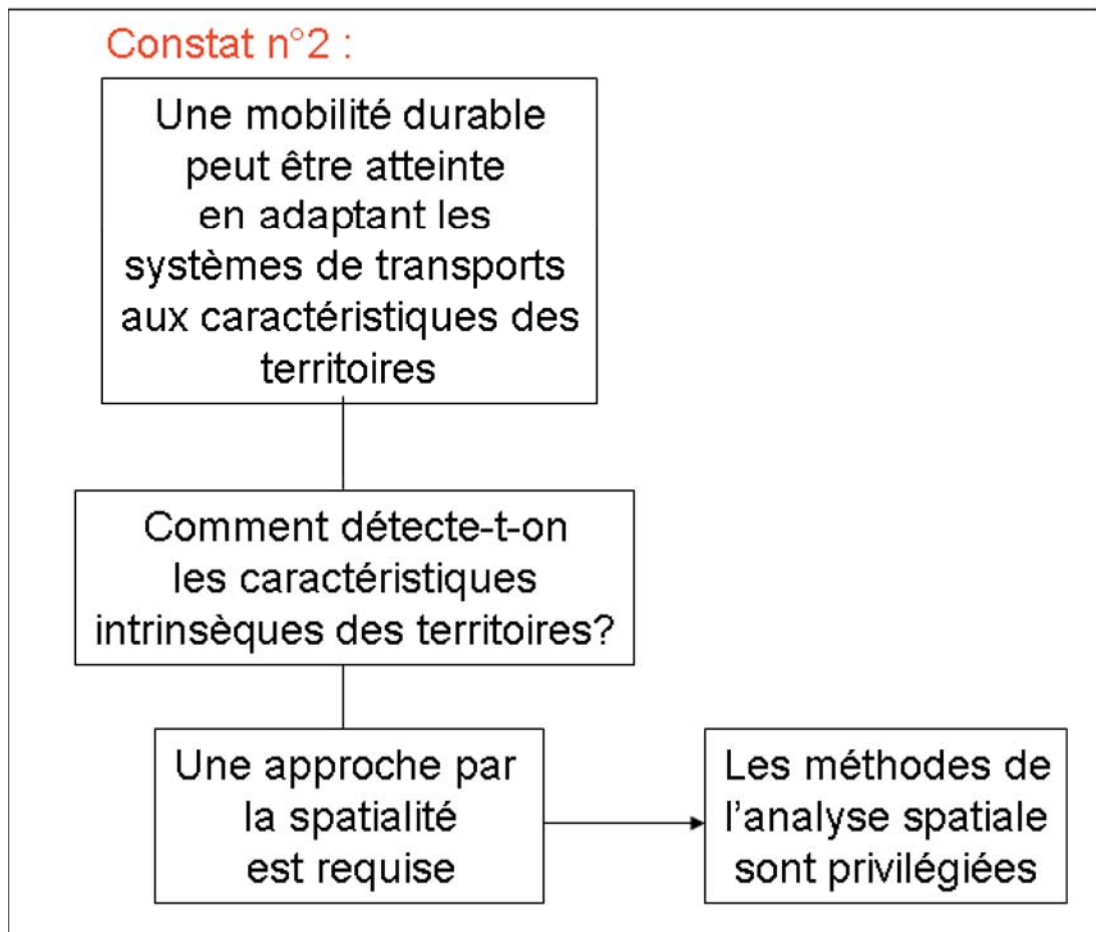 Constat n°2 :
Une mobilité durable
peut être atteinte
en adaptant les
systèmes de transports
aux caractéristiques des
territoires
Comment détecte-t-on
les caractéristiques
intrinsèques des territoires?
Une approche par
la spatialité
est requise
Les méthodes de
l'analyse spatiale
sont privilégiées